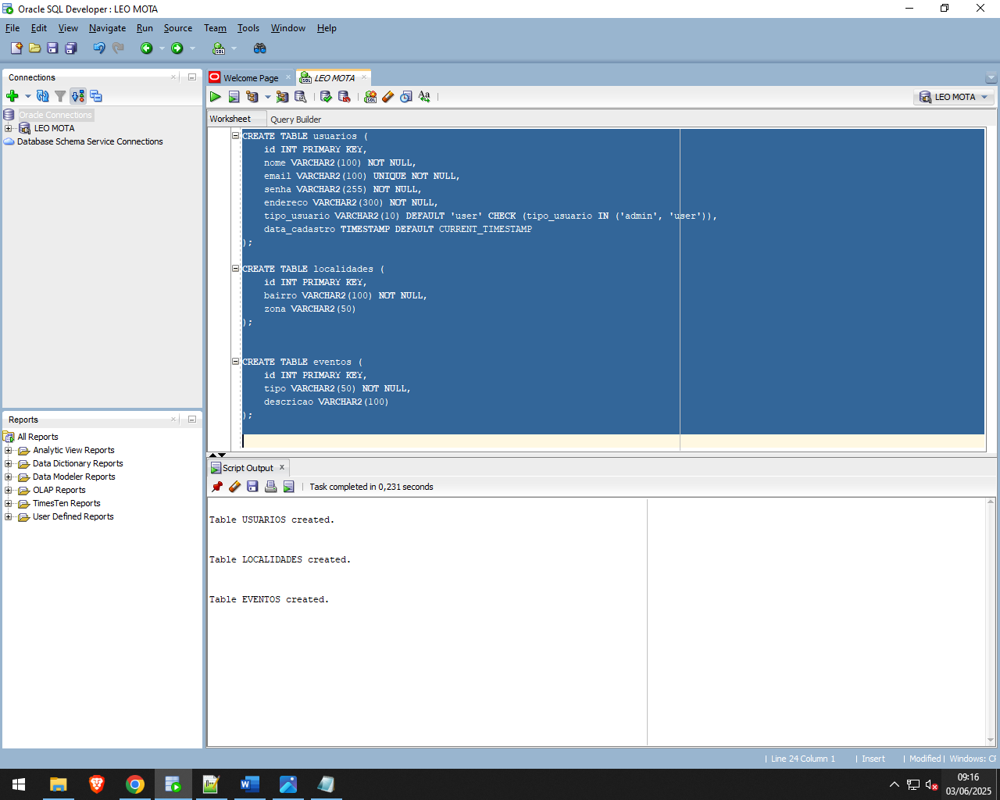 Oracle SQL Developer : LEO MOTA
File Edit View Navigate Run Source Team Tools Window Help
Connections
Oracle Connections
LEO MOTA
Database Schema Service Connections
Reports
All Reports
Analytic View Reports
Data Dictionary Reports
Data Modeler Reports
OLAP Reports
TimesTen Reports
User Defined Reports
Welcome Page
LEO MOTA
LEO MOTA
Worksheet Query Builder
CREATE TABLE usuarios (
id INT PRIMARY KEY,
nome VARCHAR2(100) NOT NULL,
email VARCHAR2(100) UNIQUE NOT NULL,
senha VARCHAR2(255) NOT NULL,
endereco VARCHAR2(300) NOT NULL,
tipo_usuario VARCHAR2(10) DEFAULT 'user' CHECK (tipo_usuario IN ('admin', 'user')),
data_cadastro TIMESTAMP DEFAULT CURRENT_TIMESTAMP
);
CREATE TABLE localidades (
id INT PRIMARY KEY,
bairro VARCHAR2(100) NOT NULL,
zona VARCHAR2(50)
);
CREATE TABLE eventos (
id INT PRIMARY KEY,
tipo VARCHAR2(50) NOT NULL,
descricao VARCHAR2(100)
);
Script Output
Task completed in 0,231 seconds
Table USUARIOS created.
Table LOCALIDADES created.
Table EVENTOS created.
Line 24 Column 1 Insert Modified Windows: CF
09:16
03/06/2025